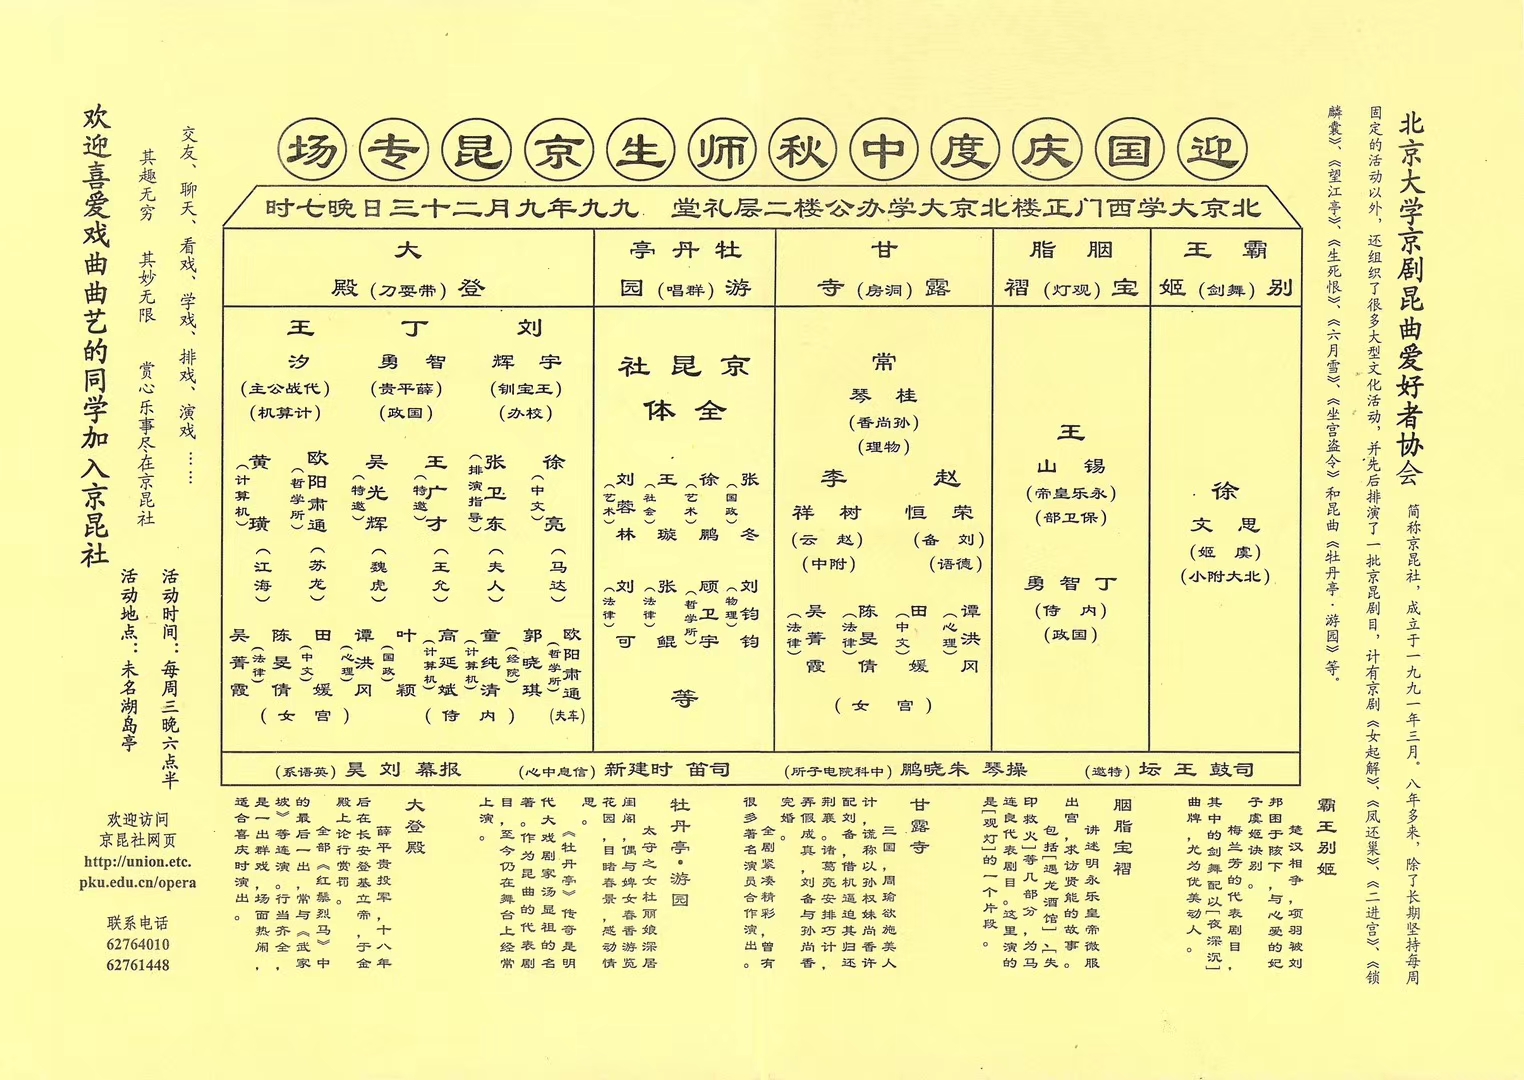 北京大学京剧昆曲爱好者协会 简称京昆社，成立于一九九一年三月。八年多来，除了长期坚持每周
固定的活动以外，还组织了很多大型文化活动，并先后排演了一批京昆剧目，计有京剧《女起解》、《凤还巢》、《二进宫》、《锁
麟囊》、《望江亭》、《生死恨》、《六月雪》、《坐宫盗令》和昆曲《牡丹亭·游园》等。
迎国庆度中秋师生京昆专场
北京大学西门正楼北京大学办公楼二层礼堂 九九年九月二十三日晚七时
霸王
别（舞剑）姬
徐思文
（虞姬）
（北大附小）
胭脂
宝（观灯）褶
王锡山
（永乐皇帝）
（保卫部）
丁智勇
（内侍）
（国政）
甘
露（洞房）寺
常桂琴
（孙尚香）
（物理）
赵荣恒
（刘备）
（德语）
李树祥
（赵云）
（附中）
谭洪冈（心理）
田媛（中文）
陈旻倩（法律）
吴菁霞（法律）
（宫女）
牡丹亭
游（群唱）园
京昆社
全体
张冬（国政）
徐鹏（艺术）
王璇（社会）
刘蓉林（艺术）
刘钧钧（物理）
顾卫宇（哲学所）
张鲲（法律）
刘可（法律）
等
大
登（带耍刀）殿
刘宇辉
（王宝钏）
（校办）
丁智勇
（薛平贵）
（国政）
王汐
（代战公主）
（计算机）
徐亮（中文）（马达）
张卫东（排演指导）（夫人）
王广才（特邀）（王允）
吴光辉（特邀）（魏虎）
欧阳肃通（哲学所）（苏龙）
黄璜（计算机）（江海）
欧阳肃通（哲学所）（车夫）
郭晓琪（经院）
童纯清（计算机）
高延斌（计算机）
（内侍）
叶颖（国政）
谭洪冈（心理）
田媛（中文）
陈旻倩（法律）
吴菁霞（法律）
（宫女）
司鼓 王坛（特邀）
操琴 朱晓鹏（中科院电子所）
司笛 时建新（信息中心）
报幕 刘昊（英语系）
霸王别姬
楚汉相争，项羽被刘
邦困于垓下，与心爱的妃
子虞姬诀别。
梅兰芳的代表剧目，
其中的剑舞配以[夜深沉]
曲牌，尤为优美动人。
胭脂宝褶
讲述明永乐皇帝微服
出宫，求访贤能的故事。
包括[遇龙酒馆]、[失
印救火]等几部分，为马
连良代表剧目。这里演的
是[观灯]的一个片段。
甘露寺
三国，周瑜欲施美人
计，谎称以孙权妹尚香许
配刘备，借机逼迫其归还
荆襄。诸葛亮安排巧计，
弄假成真，刘备与孙尚香
完婚。
全剧紧凑精彩，曾有
很多著名演员合作演出。
牡丹亭·游园
太守之女杜丽娘深居
闺阁，偶与婢女春香游览
花园，目睹春景，感动情
思。
《牡丹亭》传奇是明
代大戏剧家汤显祖的名
著。作为昆曲的代表剧
目，至今仍在舞台上经常
上演。
大登殿
薛平贵投军，十八年
后在长安登基立帝，于金
殿上论行赏罚。
全部《红鬃烈马》中
的最后一出，常与《武家
坡》等连演。行当齐全，
是一出群戏，场面热闹，
适合喜庆时演出。
交友、聊天、看戏、学戏、排戏、演戏……
其趣无穷 其妙无限 赏心乐事尽在京昆社
欢迎喜爱戏曲曲艺的同学加入京昆社
活动时间：每周三晚六点半
活动地点：未名湖岛亭
欢迎访问
京昆社网页
http://union.etc.
pku.edu.cn/opera
联系电话
62764010
62761448